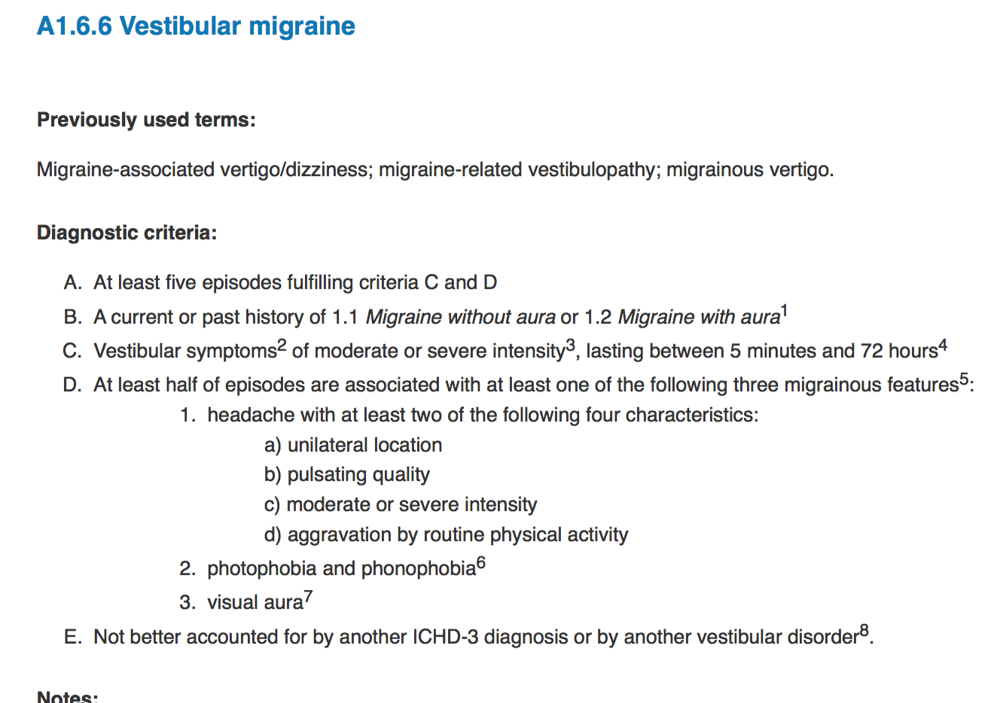 A1.6.6 Vestibular migraine
Previously used terms:
Migraine-associated vertigo/dizziness; migraine-related vestibulopathy; migrainous vertigo.
Diagnostic criteria:
A. At least five episodes fulfilling criteria C and D
B. A current or past history of 1.1 Migraine without aura or 1.2 Migraine with aura¹
C. Vestibular symptoms² of moderate or severe intensity³, lasting between 5 minutes and 72 hours⁴
D. At least half of episodes are associated with at least one of the following three migrainous features⁵:
1. headache with at least two of the following four characteristics:
a) unilateral location
b) pulsating quality
c) moderate or severe intensity
d) aggravation by routine physical activity
2. photophobia and phonophobia⁶
3. visual aura⁷
E. Not better accounted for by another ICHD-3 diagnosis or by another vestibular disorder⁸.
Notes: